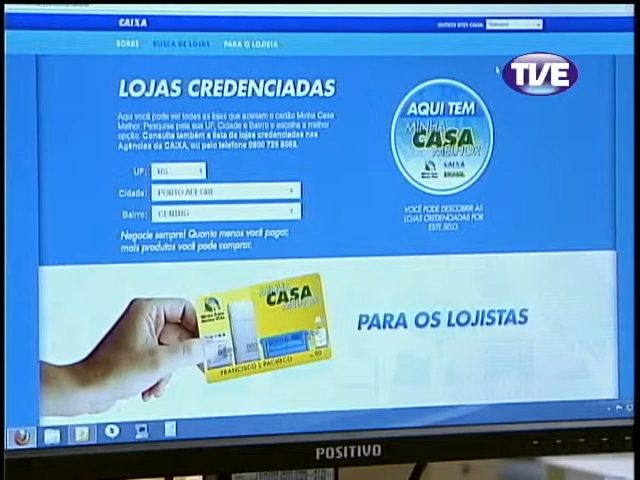 CAIXA
OUTROS SITES CAIXA
SOBRE BUSCA DE LOJAS PARA O LOJISTA
TVE
LOJAS CREDENCIADAS
Aqui você pode ver todas as lojas que aceitam o cartão Minha Casa
Melhor. Pesquise pela sua UF, Cidade e Bairro e escolha a melhor
opção. Consulte também a lista de lojas credenciadas nas
Agências da CAIXA, ou pelo telefone 0800 726 8068.
UF: RS
Cidade: PORTO ALEGRE
Bairro: CENTRO
Negocie sempre! Quanto menos você pagar,
mais produtos você pode comprar.
AQUI TEM
MINHA
CASA
MELHOR
CAIXA
BRASIL
VOCÊ PODE DESCOBRIR AS
LOJAS CREDENCIADAS POR
ESTE SELO
MINHA
CASA
MELHOR
FRANCISCO J. PACHECO
PARA OS LOJISTAS
POSITIVO